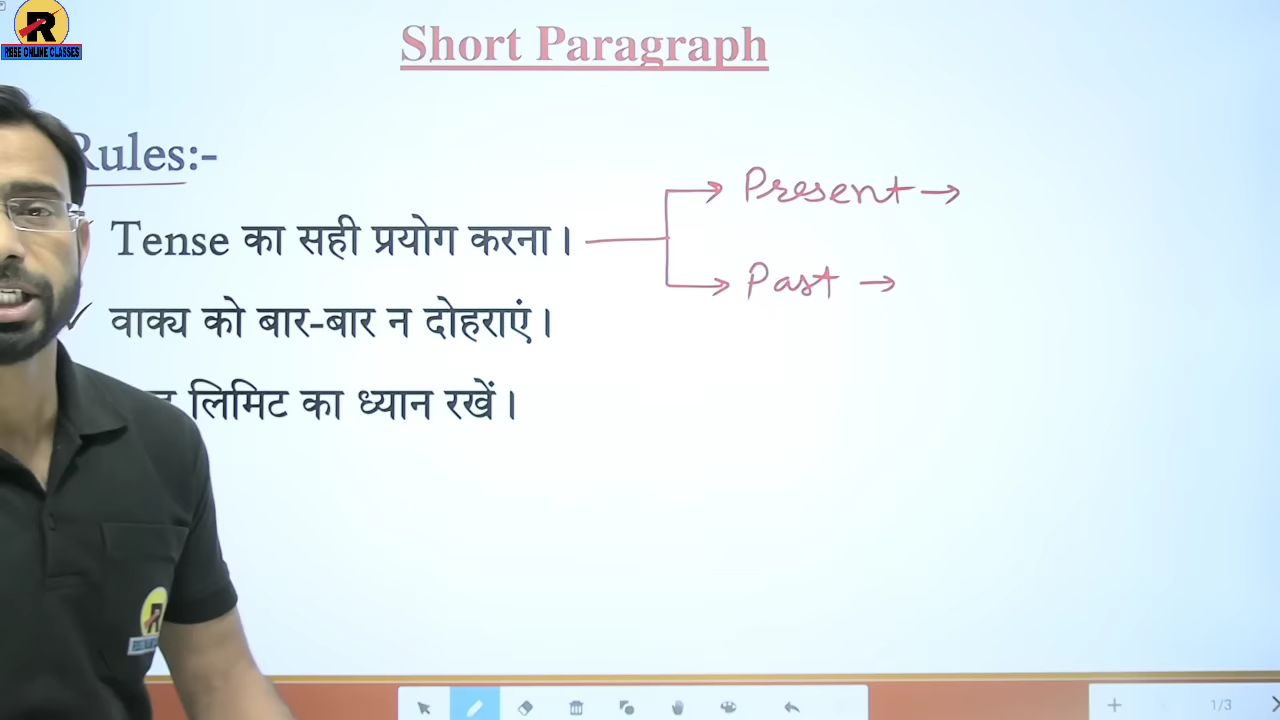 RBSE ONLINE CLASSES
Short Paragraph
Rules:-
Tense का सही प्रयोग करना। → Present →
→ Past →
वाक्य को बार-बार न दोहराएं।
लिमिट का ध्यान रखें।
1/3